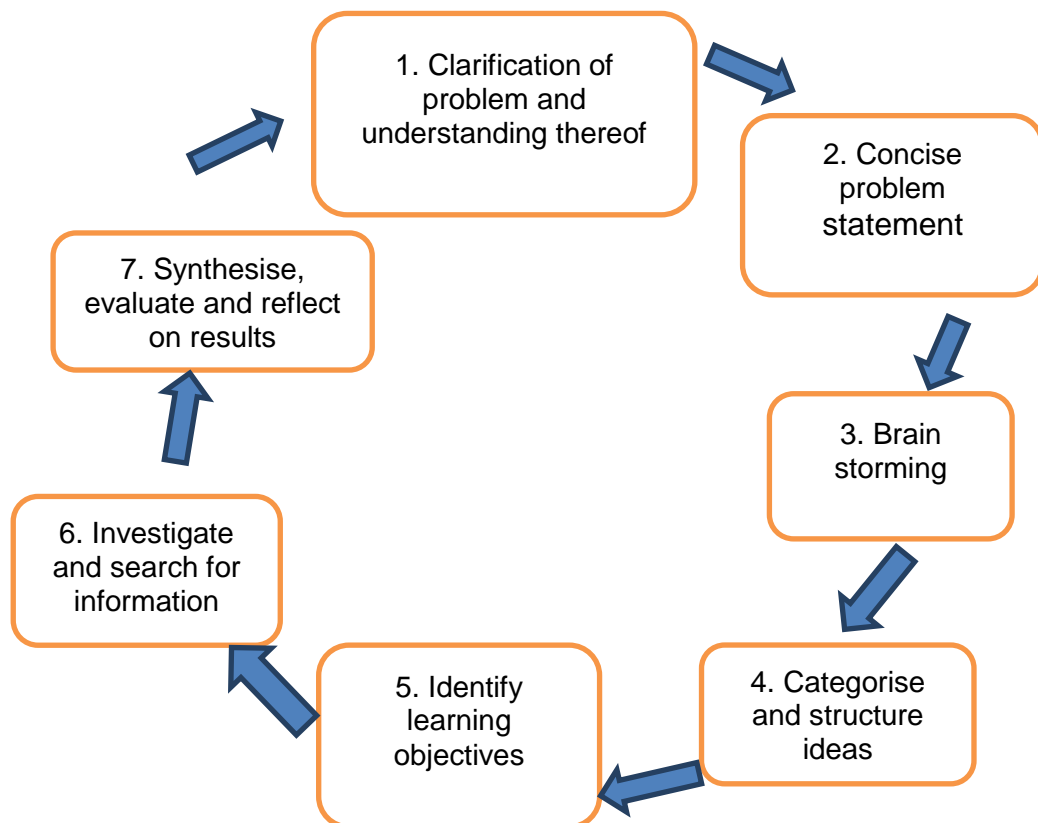 1. Clarification of
problem and
understanding thereof
2. Concise
problem
statement
3. Brain
storming
4. Categorise
and structure
ideas
5. Identify
learning
objectives
6. Investigate
and search for
information
7. Synthesise,
evaluate and reflect
on results